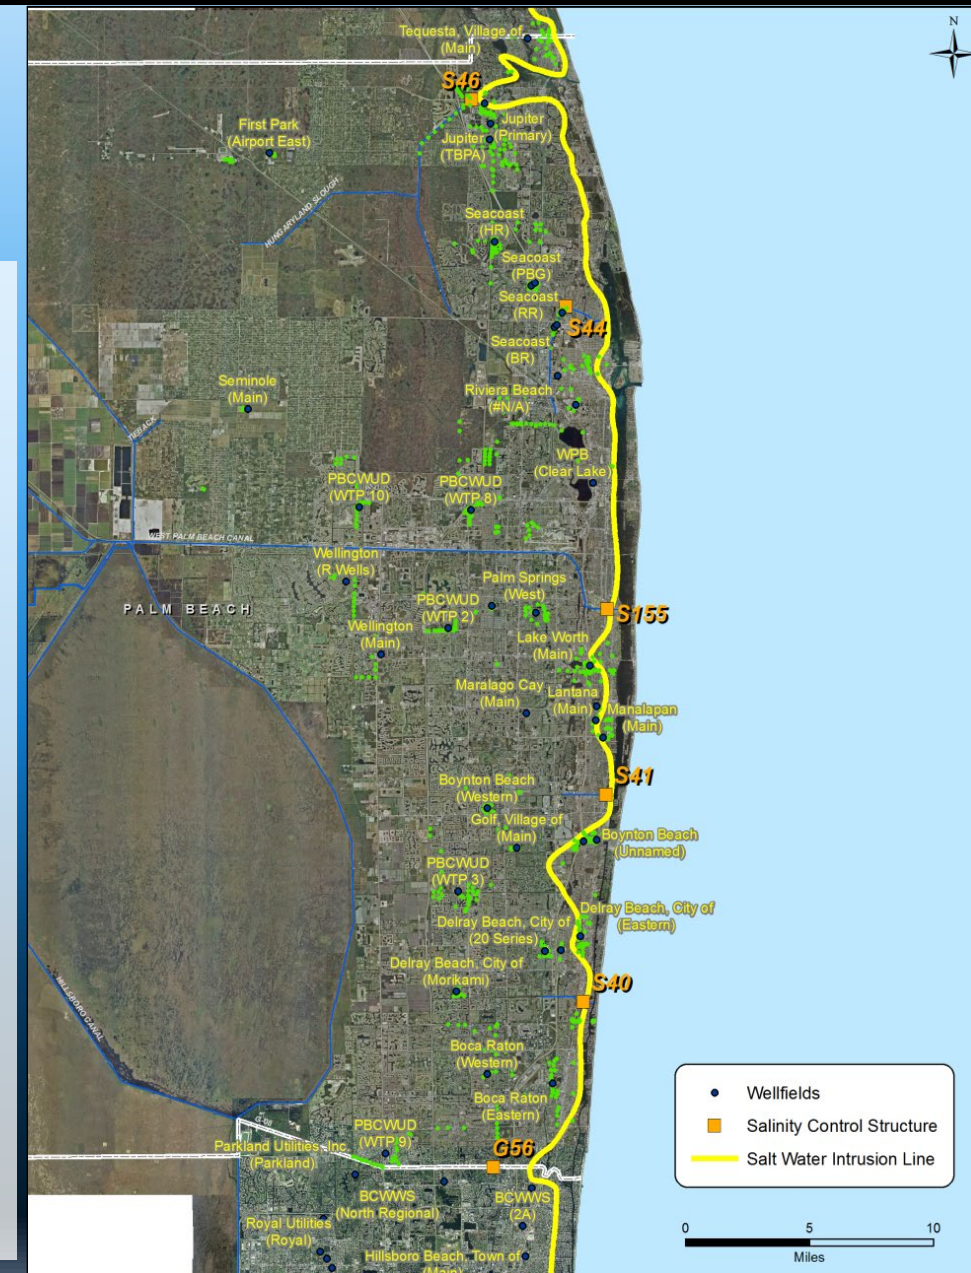 N
Tequesta, Village of
(Main)
S46
First Park
(Airport East)
Jupiter
(Primary)
Jupiter
(TBPA)
HUNGARYLAND SLOUGH
Seacoast
(HR)
Seacoast
(PBG)
Seacoast
(RR)
S44
Seacoast
(BR)
Seminole
(Main)
Riviera Beach
(#N/A)
WPB
(Clear Lake)
PBCWUD
(WTP 10)
PBCWUD
(WTP 8)
WEST PALM BEACH CANAL
Wellington
(R Wells)
Palm Springs
(West)
PBCWUD
(WTP 2)
PALM BEACH
S155
Wellington
(Main)
Lake Worth
(Main)
Maralago Cay
(Main)
Lantana
(Main)
Manalapan
(Main)
S41
Boynton Beach
(Western)
Golf, Village of
(Main)
Boynton Beach
(Unnamed)
PBCWUD
(WTP 3)
Delray Beach, City of
(Eastern)
Delray Beach, City of
(20 Series)
Delray Beach, City of
(Morikami)
S40
HILLSBORO CANAL
Boca Raton
(Western)
Boca Raton
(Eastern)
PBCWUD
(WTP 9)
G56
Parkland Utilities, Inc.
(Parkland)
BCWWS
(North Regional)
BCWWS
(2A)
Royal Utilities
(Royal)
Hillsboro Beach, Town of
(Main)
Wellfields
Salinity Control Structure
Salt Water Intrusion Line
0 5 10
Miles